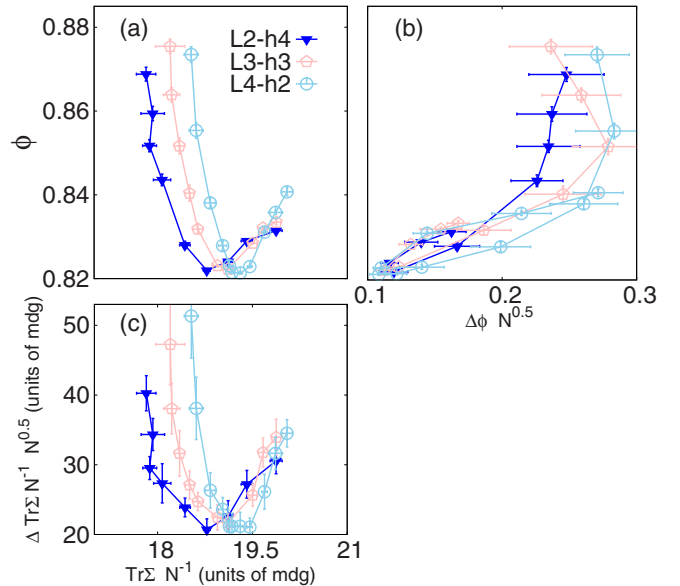 (a)
L2-h4
L3-h3
L4-h2
(b)
0.88
0.86
0.84
0.82
ϕ
0.1 0.2 0.3
Δϕ N^0.5
(c)
50
40
30
20
Δ TrΣ N^-1 N^0.5 (units of mdg)
18 19.5 21
TrΣ N^-1 (units of mdg)